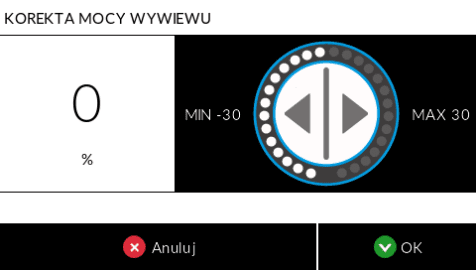 KOREKTA MOCY WYWIEWU
0
%
MIN -30
MAX 30
Anuluj
OK